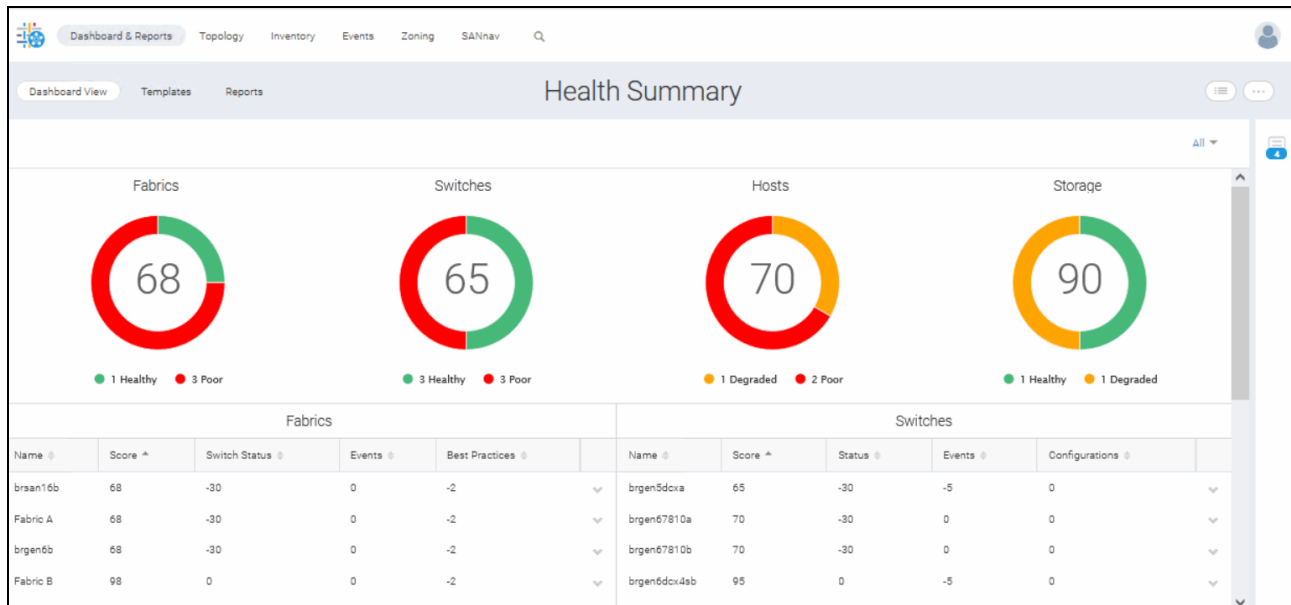 Dashboard & Reports Topology Inventory Events Zoning SANnav
Dashboard View Templates Reports Health Summary
All
4
Fabrics Switches Hosts Storage
68 65 70 90
1 Healthy 3 Poor 3 Healthy 3 Poor 1 Degraded 2 Poor 1 Healthy 1 Degraded
Fabrics Switches
Name Score Switch Status Events Best Practices Name Score Status Events Configurations
brsan16b 68 -30 0 -2 brgen5dcxa 65 -30 -5 0
Fabric A 68 -30 0 -2 brgen67810a 70 -30 0 0
brgen6b 68 -30 0 -2 brgen67810b 70 -30 0 0
Fabric B 98 0 0 -2 brgen6dcx4sb 95 0 -5 0